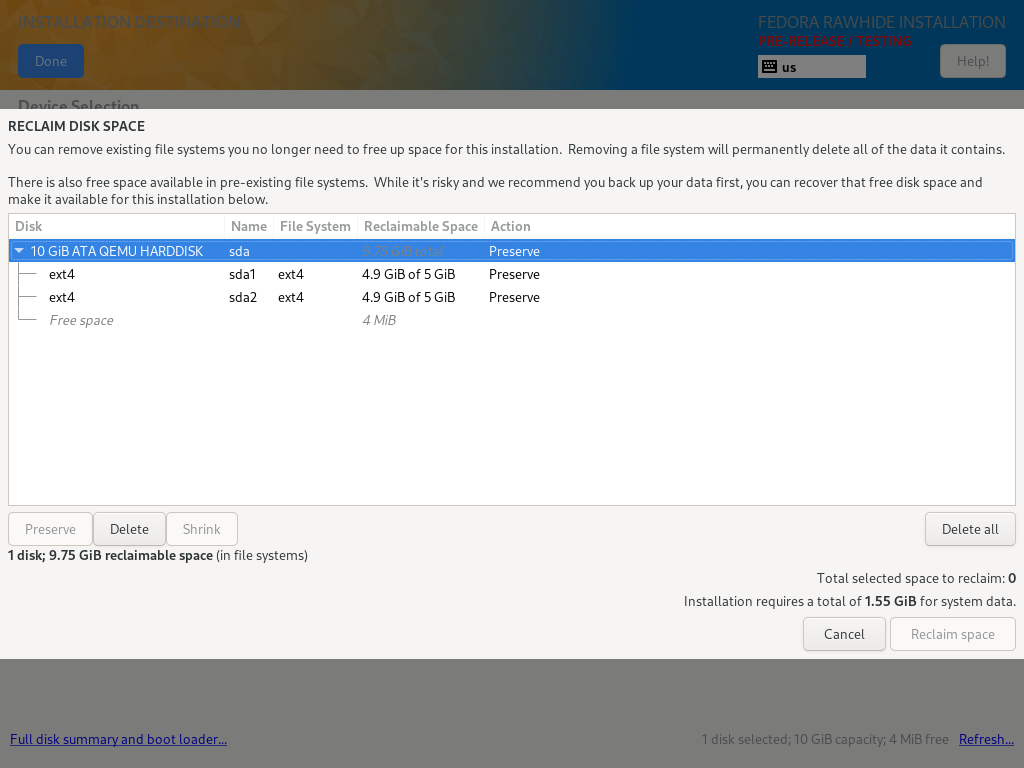 INSTALLATION DESTINATION
FEDORA RAWHIDE INSTALLATION
PRE-RELEASE / TESTING
Done
us
Help!
Device Selection
RECLAIM DISK SPACE
You can remove existing file systems you no longer need to free up space for this installation.  Removing a file system will permanently delete all of the data it contains.
There is also free space available in pre-existing file systems.  While it's risky and we recommend you back up your data first, you can recover that free disk space and
make it available for this installation below.
Disk Name File System Reclaimable Space Action
10 GiB ATA QEMU HARDDISK sda 9.75 GiB total Preserve
ext4 sda1 ext4 4.9 GiB of 5 GiB Preserve
ext4 sda2 ext4 4.9 GiB of 5 GiB Preserve
Free space 4 MiB
Preserve Delete Shrink Delete all
1 disk; 9.75 GiB reclaimable space (in file systems)
Total selected space to reclaim: 0
Installation requires a total of 1.55 GiB for system data.
Cancel Reclaim space
Full disk summary and boot loader... 1 disk selected; 10 GiB capacity; 4 MiB free Refresh...